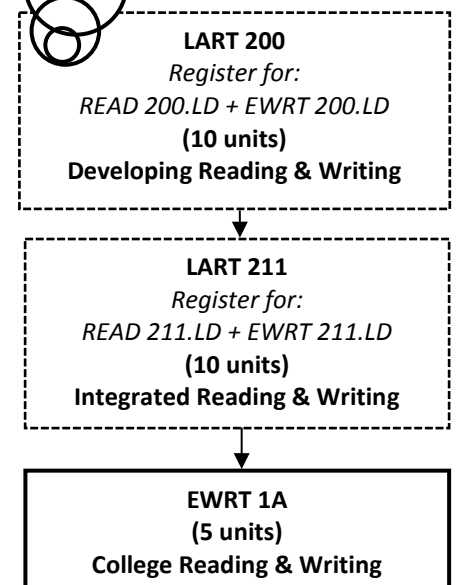 LART 200
Register for:
READ 200.LD + EWRT 200.LD
(10 units)
Developing Reading & Writing
LART 211
Register for:
READ 211.LD + EWRT 211.LD
(10 units)
Integrated Reading & Writing
EWRT 1A
(5 units)
College Reading & Writing